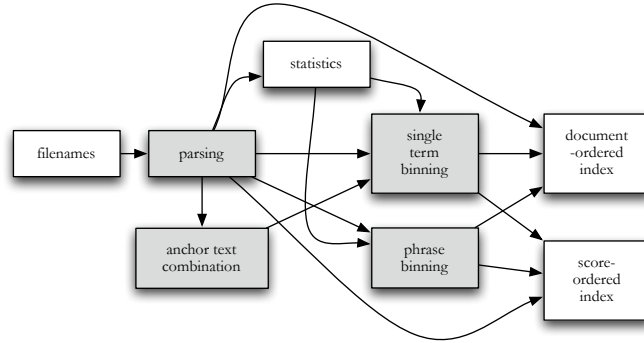 statistics
filenames
parsing
single
term
binning
document
-ordered
index
anchor text
combination
phrase
binning
score-
ordered
index